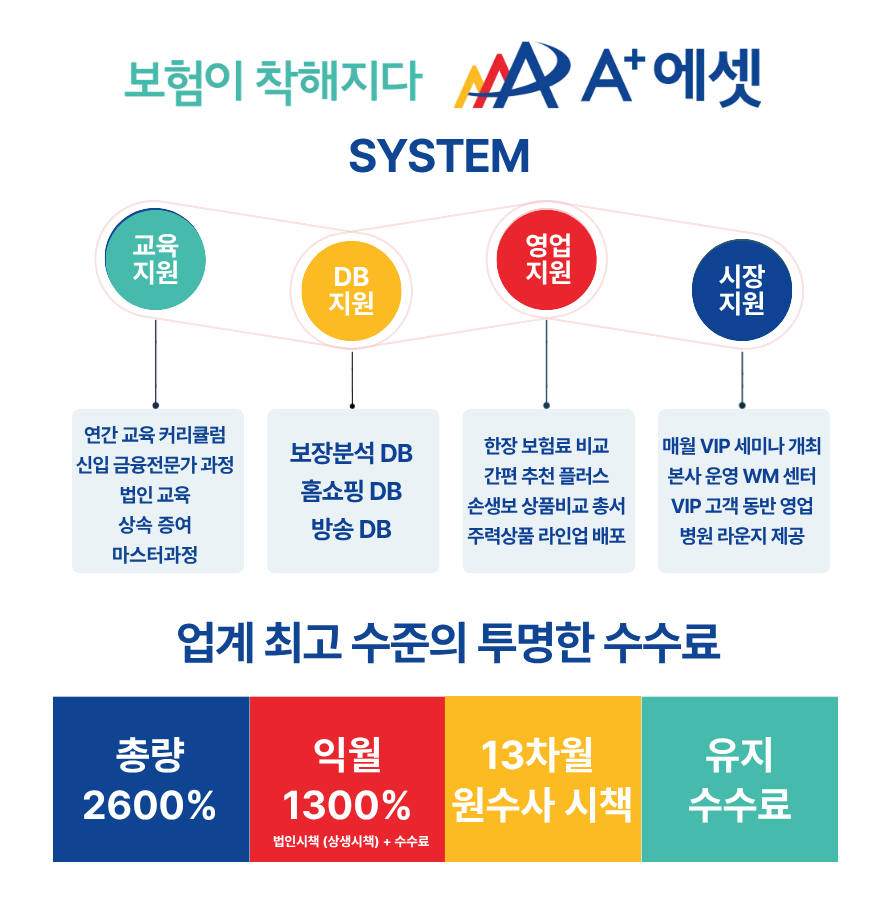 보험이 착해지다
A+에셋
SYSTEM
교육
지원
DB
지원
영업
지원
시장
지원
연간 교육 커리큘럼
신입 금융전문가 과정
법인 교육
상속 증여
마스터과정
보장분석 DB
홈쇼핑 DB
방송 DB
한장 보험료 비교
간편 추천 플러스
손생보 상품비교 총서
주력상품 라인업 배포
매월 VIP 세미나 개최
본사 운영 WM 센터
VIP 고객 동반 영업
병원 라운지 제공
업계 최고 수준의 투명한 수수료
총량
2600%
익월
1300%
법인시책 (상생시책) + 수수료
13차월
원수사 시책
유지
수수료